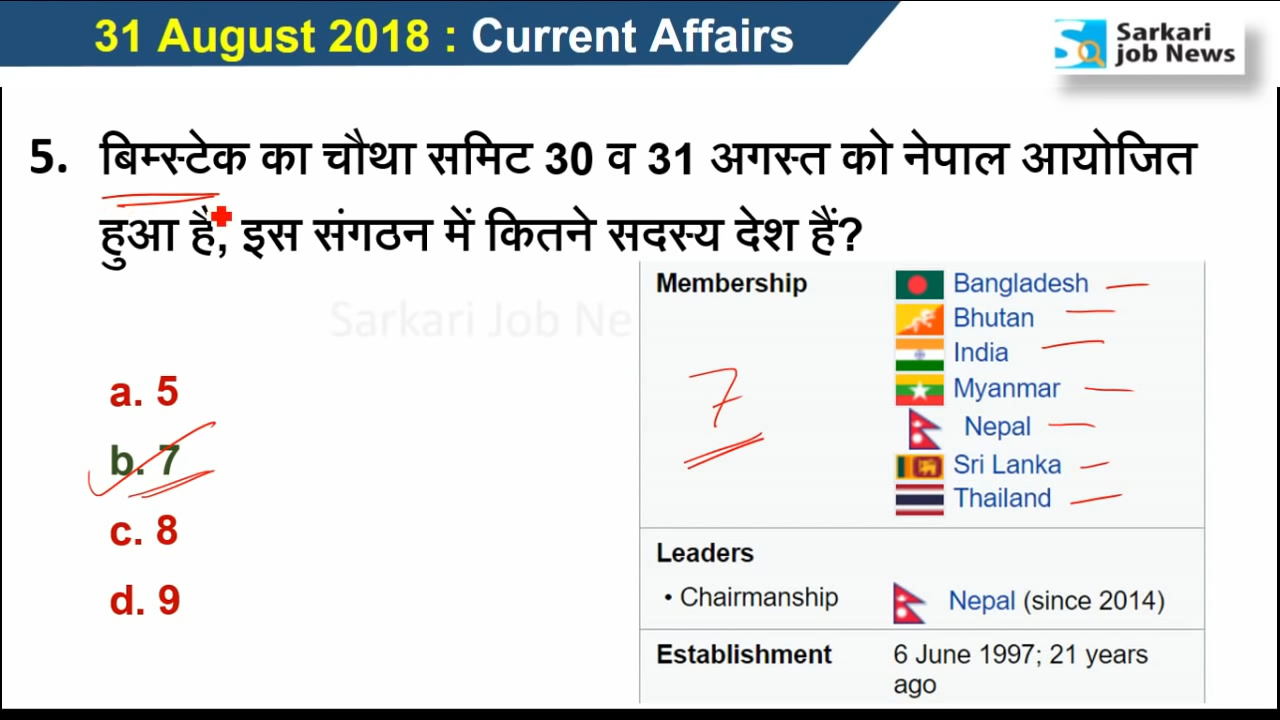 31 August 2018 : Current Affairs
Sarkari
Job News
5. बिम्स्टेक का चौथा समिट 30 व 31 अगस्त को नेपाल आयोजित
हुआ है, इस संगठन में कितने सदस्य देश हैं?
Sarkari Job Ne
a. 5
b. 7
c. 8
d. 9
7
Membership
Bangladesh
Bhutan
India
Myanmar
Nepal
Sri Lanka
Thailand
Leaders
• Chairmanship Nepal (since 2014)
Establishment 6 June 1997; 21 years
ago